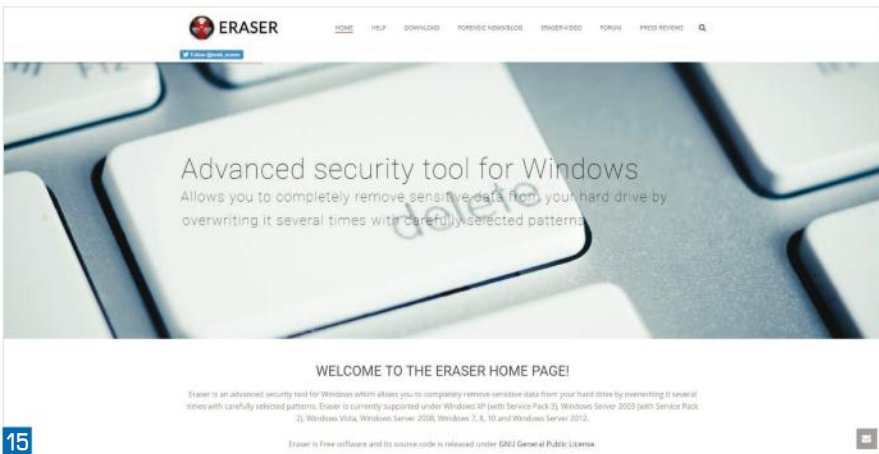 ERASER
HOME HELP DOWNLOAD FORENSIC NEWS/BLOG ERASER-VIDEO FORUM PRESS REVIEWS
Follow
Advanced security tool for Windows
Allows you to completely remove sensitive data from your hard drive by
overwriting it several times with carefully selected patterns
delete
WELCOME TO THE ERASER HOME PAGE!
Eraser is an advanced security tool for Windows which allows you to completely remove sensitive data from your hard drive by overwriting it several
times with carefully selected patterns. Eraser is currently supported under Windows XP (with Service Pack 3), Windows Server 2003 (with Service Pack
2), Windows Vista, Windows Server 2008, Windows 7, 8, 10 and Windows Server 2012.
Eraser is Free software and its source code is released under GNU General Public License.
15